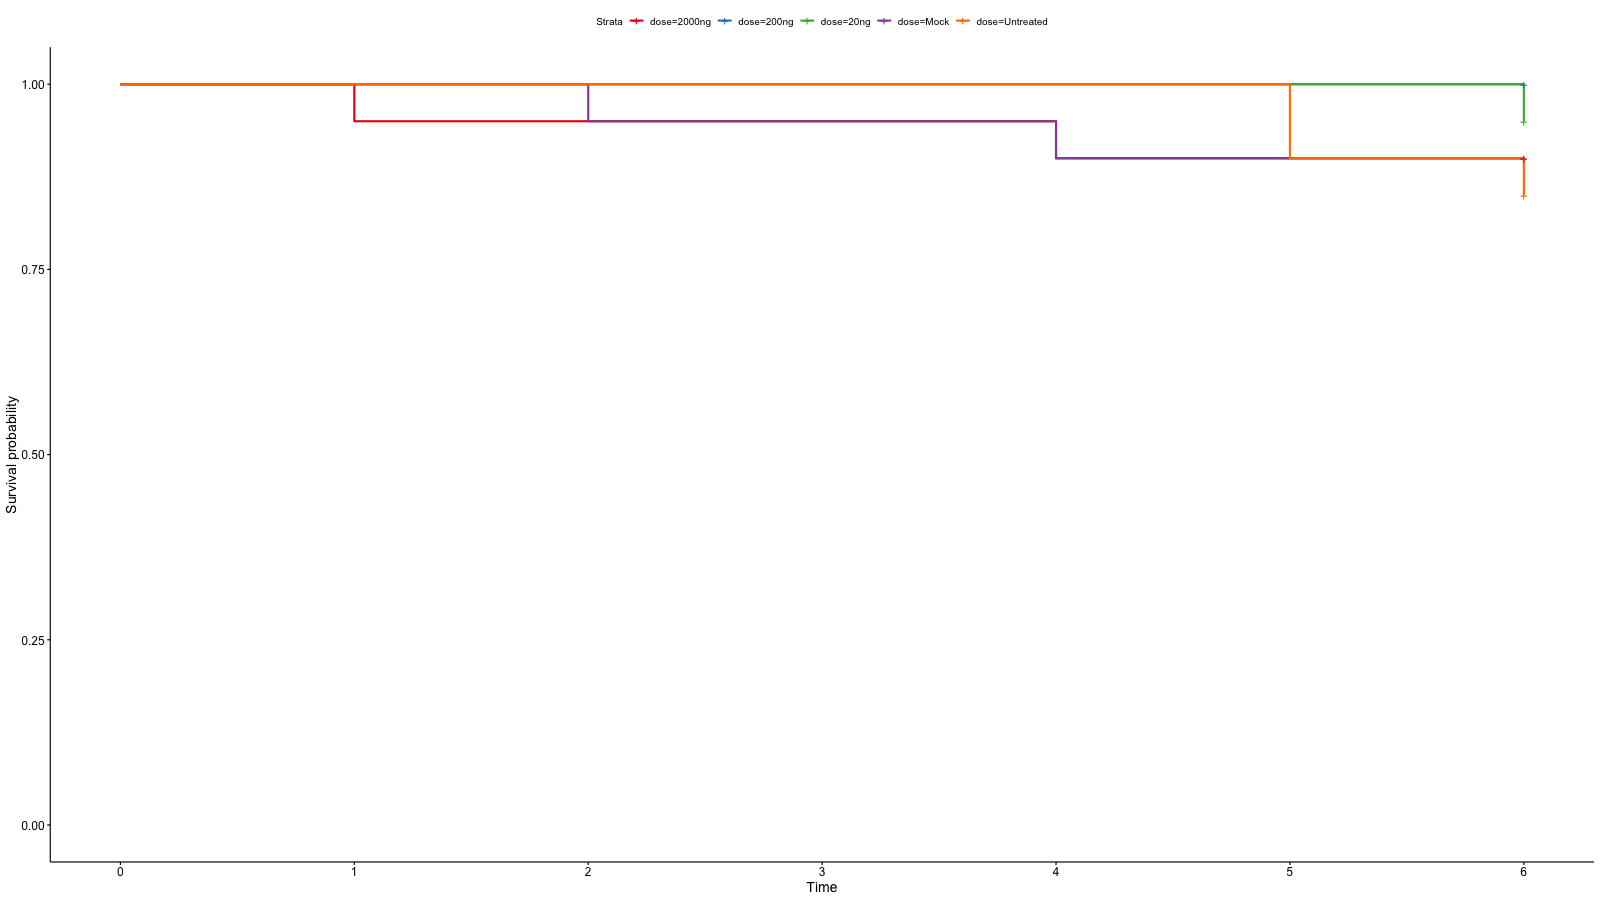 Strata dose=2000ng dose=200ng dose=20ng dose=Mock dose=Untreated
1.00
0.75
0.50
0.25
0.00
Survival probability
0 1 2 3 4 5 6
Time